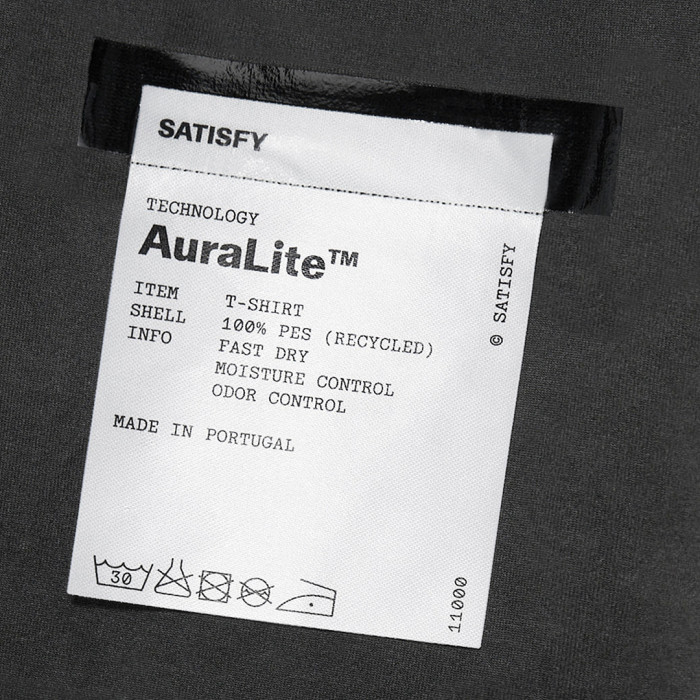 SATISFY
TECHNOLOGY
AuraLite™
ITEM T-SHIRT
SHELL 100% PES (RECYCLED)
INFO FAST DRY
MOISTURE CONTROL
ODOR CONTROL
MADE IN PORTUGAL
© SATISFY
30
11000